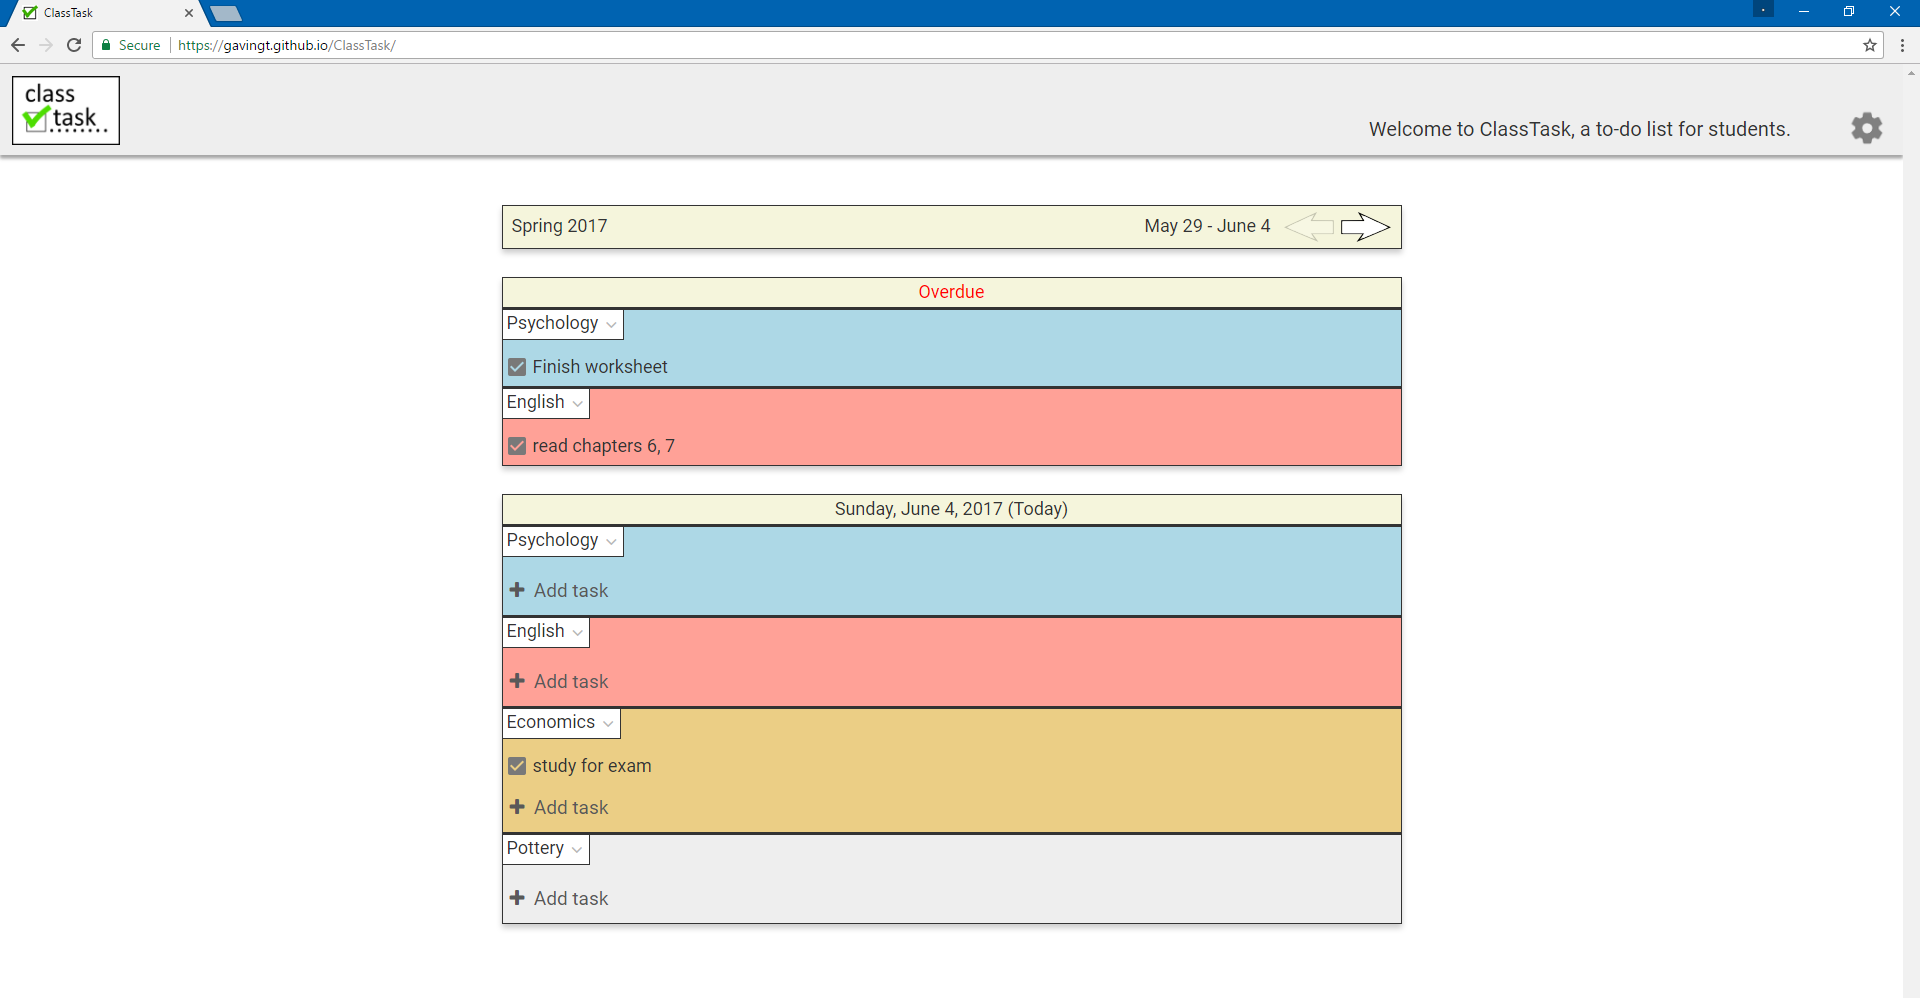 ClassTask
Secure https://gavingt.github.io/ClassTask/
class
task
Welcome to ClassTask, a to-do list for students.
Spring 2017 May 29 - June 4
Overdue
Psychology
Finish worksheet
English
read chapters 6, 7
Sunday, June 4, 2017 (Today)
Psychology
Add task
English
Add task
Economics
study for exam
Add task
Pottery
Add task